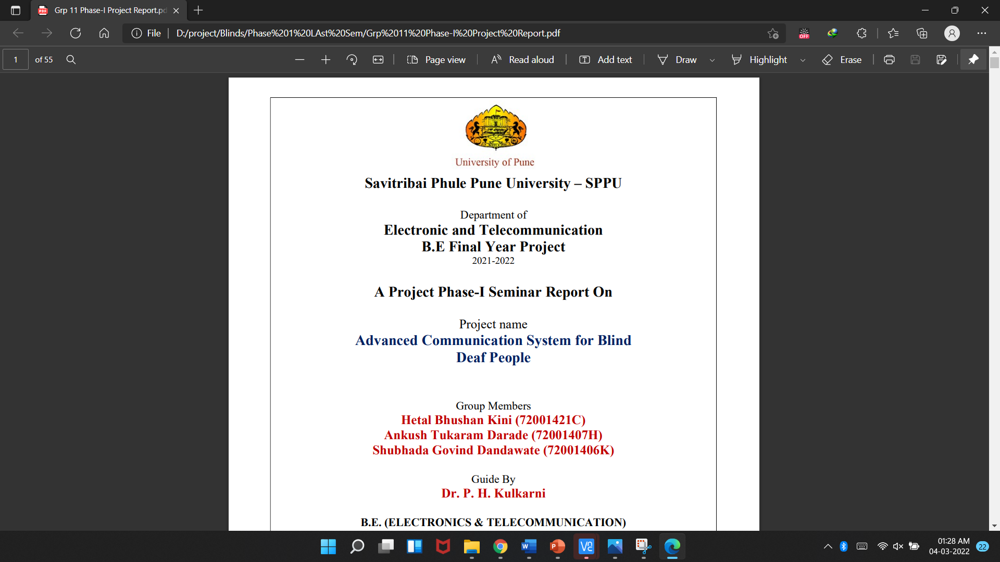 Grp 11 Phase-I Project Report.pd
File
D:/project/Blinds/Phase%201%20LAst%20Sem/Grp%2011%20Phase-I%20Project%20Report.pdf
OFF
1 of 55
Page view
Read aloud
Add text
Draw
Highlight
Erase
University of Pune
Savitribai Phule Pune University – SPPU
Department of
Electronic and Telecommunication
B.E Final Year Project
2021-2022
A Project Phase-I Seminar Report On
Project name
Advanced Communication System for Blind
Deaf People
Group Members
Hetal Bhushan Kini (72001421C)
Ankush Tukaram Darade (72001407H)
Shubhada Govind Dandawate (72001406K)
Guide By
Dr. P. H. Kulkarni
B.E. (ELECTRONICS & TELECOMMUNICATION)
01:28 AM
04-03-2022
22